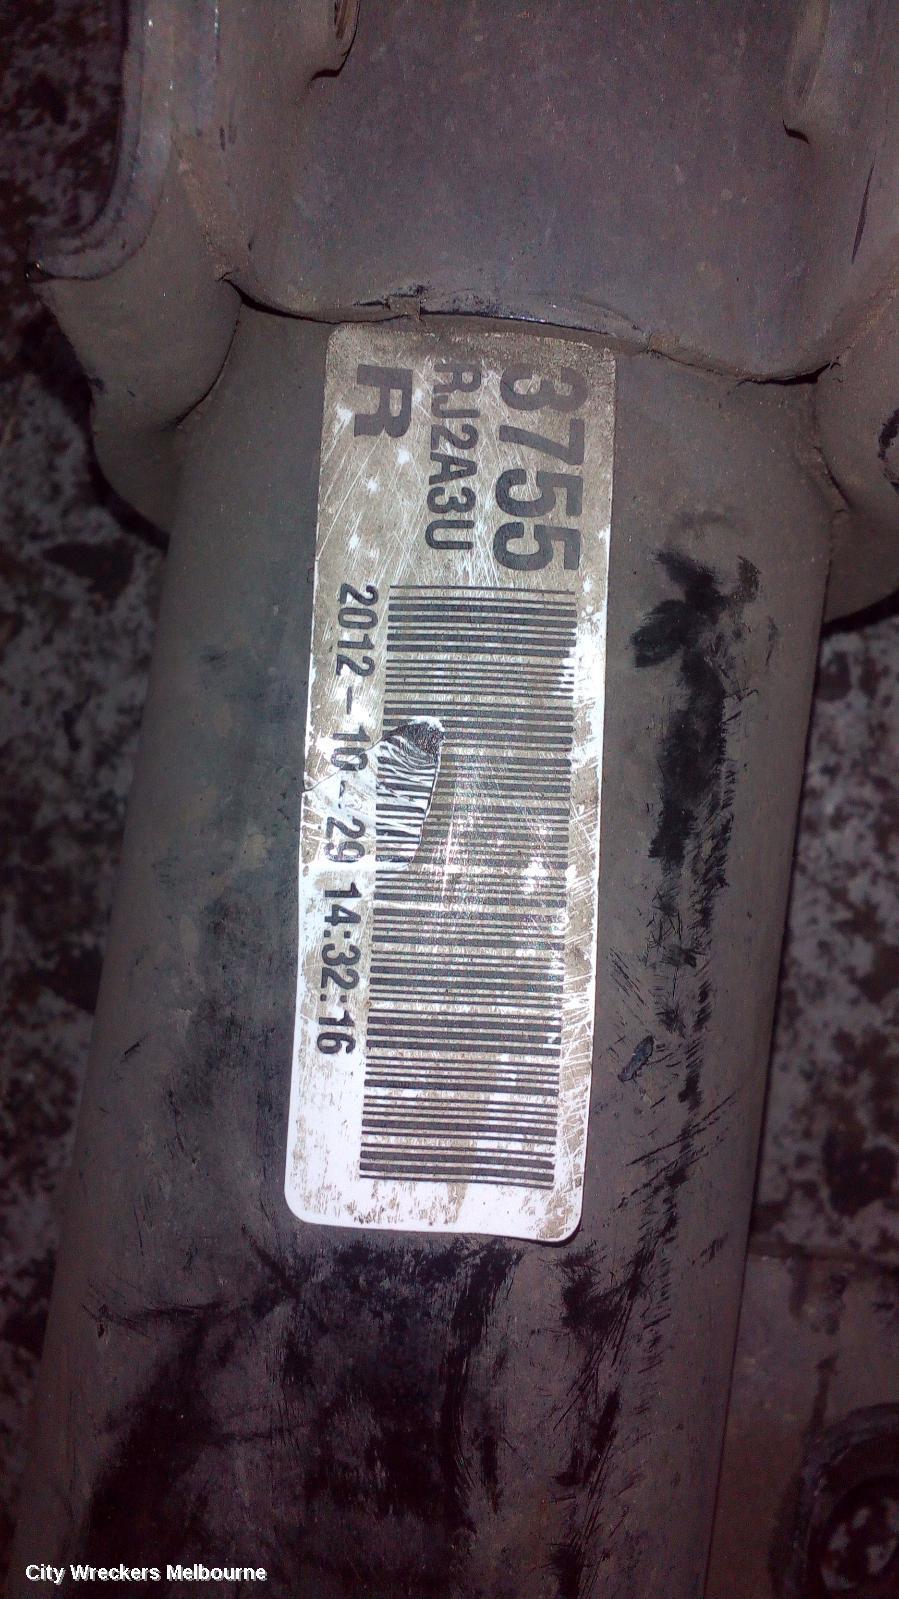 3755
RJ2A3U
R
2012-10-29 14:32:16
City Wreckers Melbourne